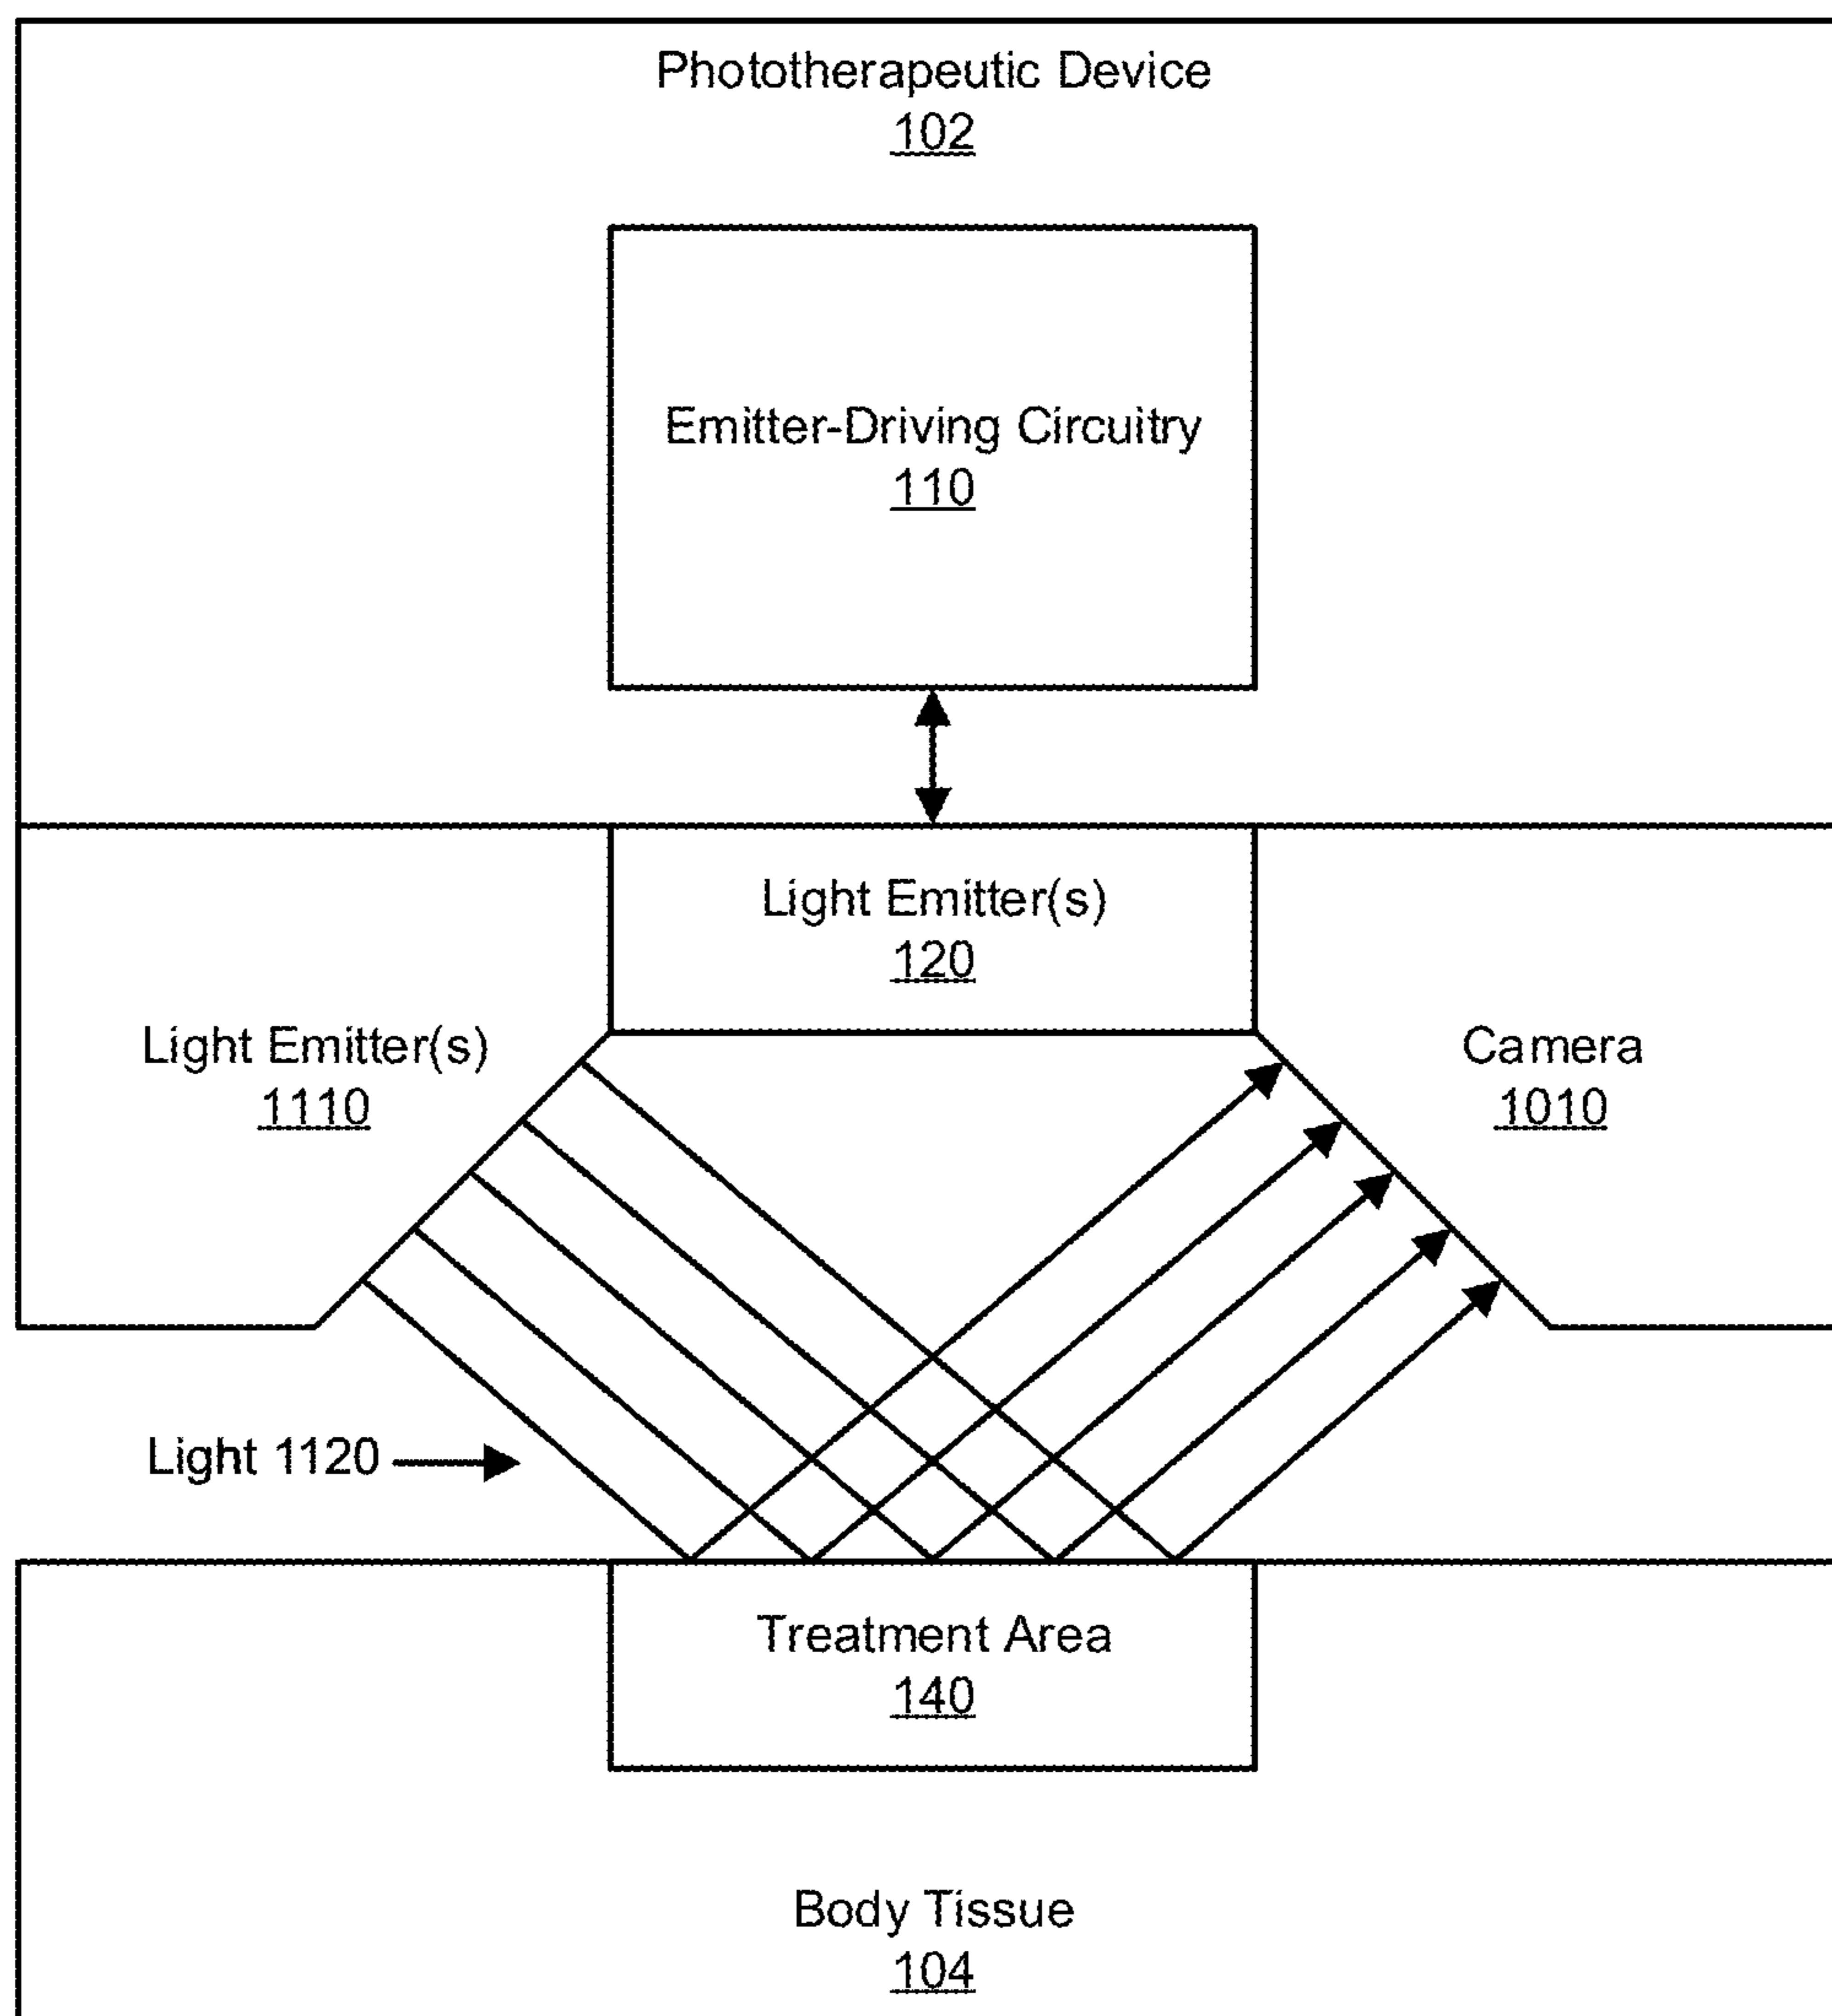 Phototherapeutic Device
102
Emitter-Driving Circuitry
110
Light Emitter(s)
120
Light Emitter(s)
1110
Camera
1010
Light 1120
Treatment Area
140
Body Tissue
104